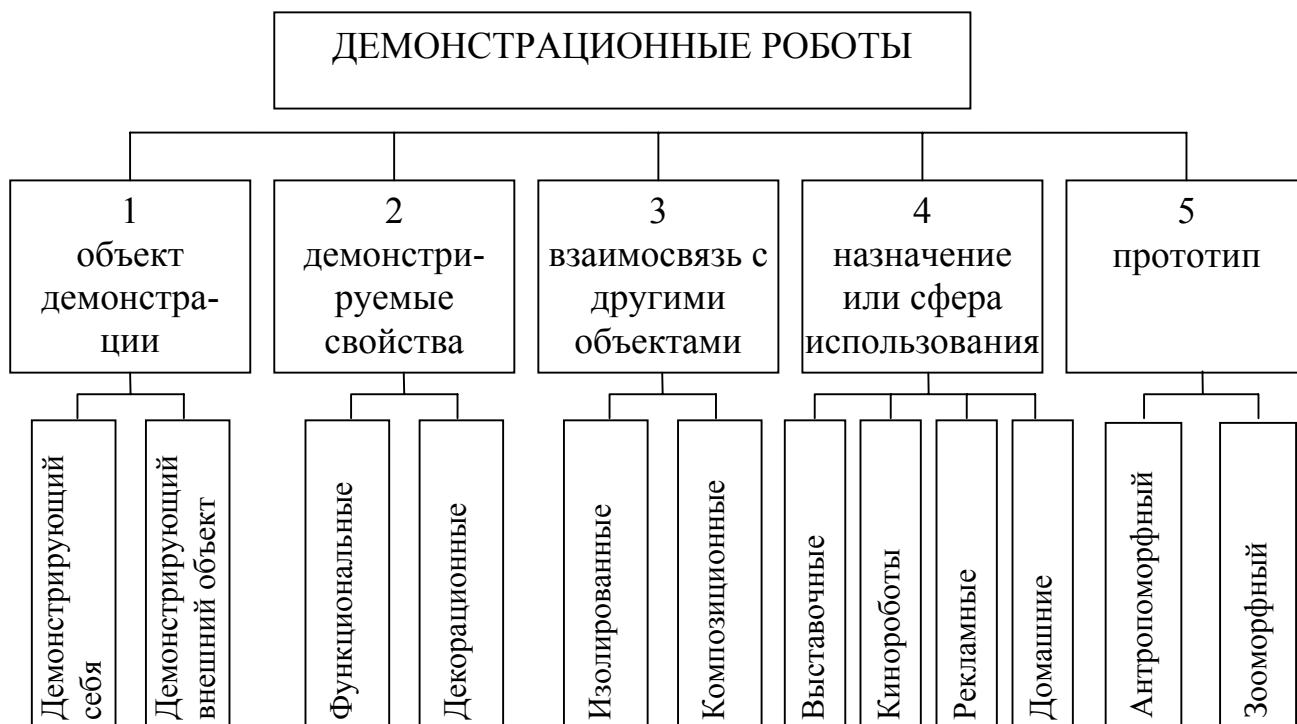 ДЕМОНСТРАЦИОННЫЕ РОБОТЫ
1
объект
демонстра-
ции
2
демонстри-
руемые
свойства
3
взаимосвязь с
другими
объектами
4
назначение
или сфера
использования
5
прототип
Демонстрирующий
себя
Демонстрирующий
внешний объект
Функциональные
Декорационные
Изолированные
Композиционные
Выставочные
Кинороботы
Рекламные
Домашние
Антропоморфный
Зооморфный